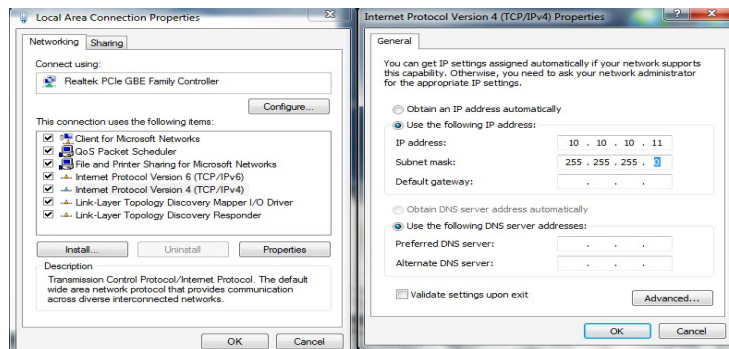 Local Area Connection Properties
Networking
Sharing
Connect using:
Realtek PCIe GBE Family Controller
Configure...
This connection uses the following items:
Client for Microsoft Networks
QoS Packet Scheduler
File and Printer Sharing for Microsoft Networks
Internet Protocol Version 6 (TCP/IPv6)
Internet Protocol Version 4 (TCP/IPv4)
Link-Layer Topology Discovery Mapper I/O Driver
Link-Layer Topology Discovery Responder
Install...
Uninstall
Properties
Description
Transmission Control Protocol/Internet Protocol. The default
wide area network protocol that provides communication
across diverse interconnected networks.
OK
Cancel
Internet Protocol Version 4 (TCP/IPv4) Properties
General
You can get IP settings assigned automatically if your network supports
this capability. Otherwise, you need to ask your network administrator
for the appropriate IP settings.
Obtain an IP address automatically
Use the following IP address:
IP address: 10 . 10 . 10 . 11
Subnet mask: 255 . 255 . 255 . 0
Default gateway: . . .
Obtain DNS server address automatically
Use the following DNS server addresses:
Preferred DNS server: . . .
Alternate DNS server: . . .
Validate settings upon exit
Advanced...
OK
Cancel